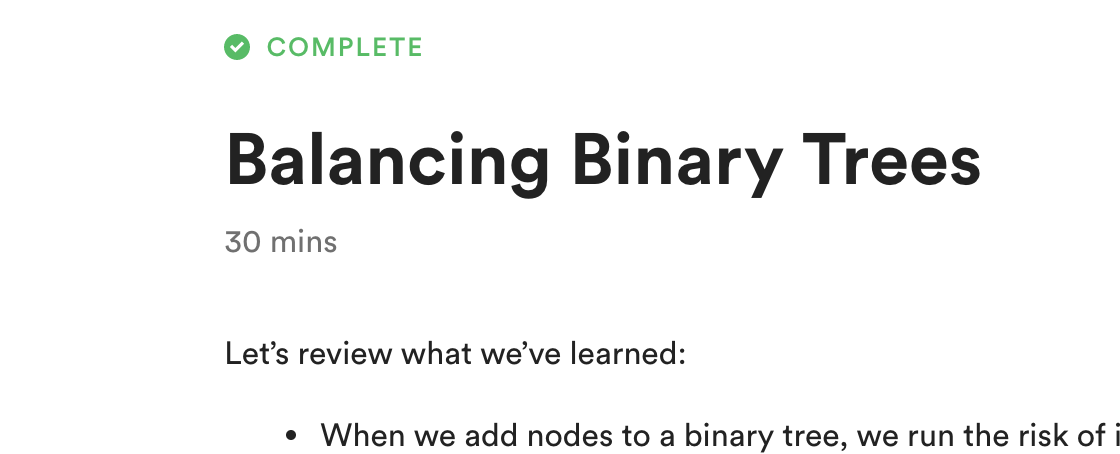 COMPLETE
Balancing Binary Trees
30 mins
Let’s review what we’ve learned:
• When we add nodes to a binary tree, we run the risk of